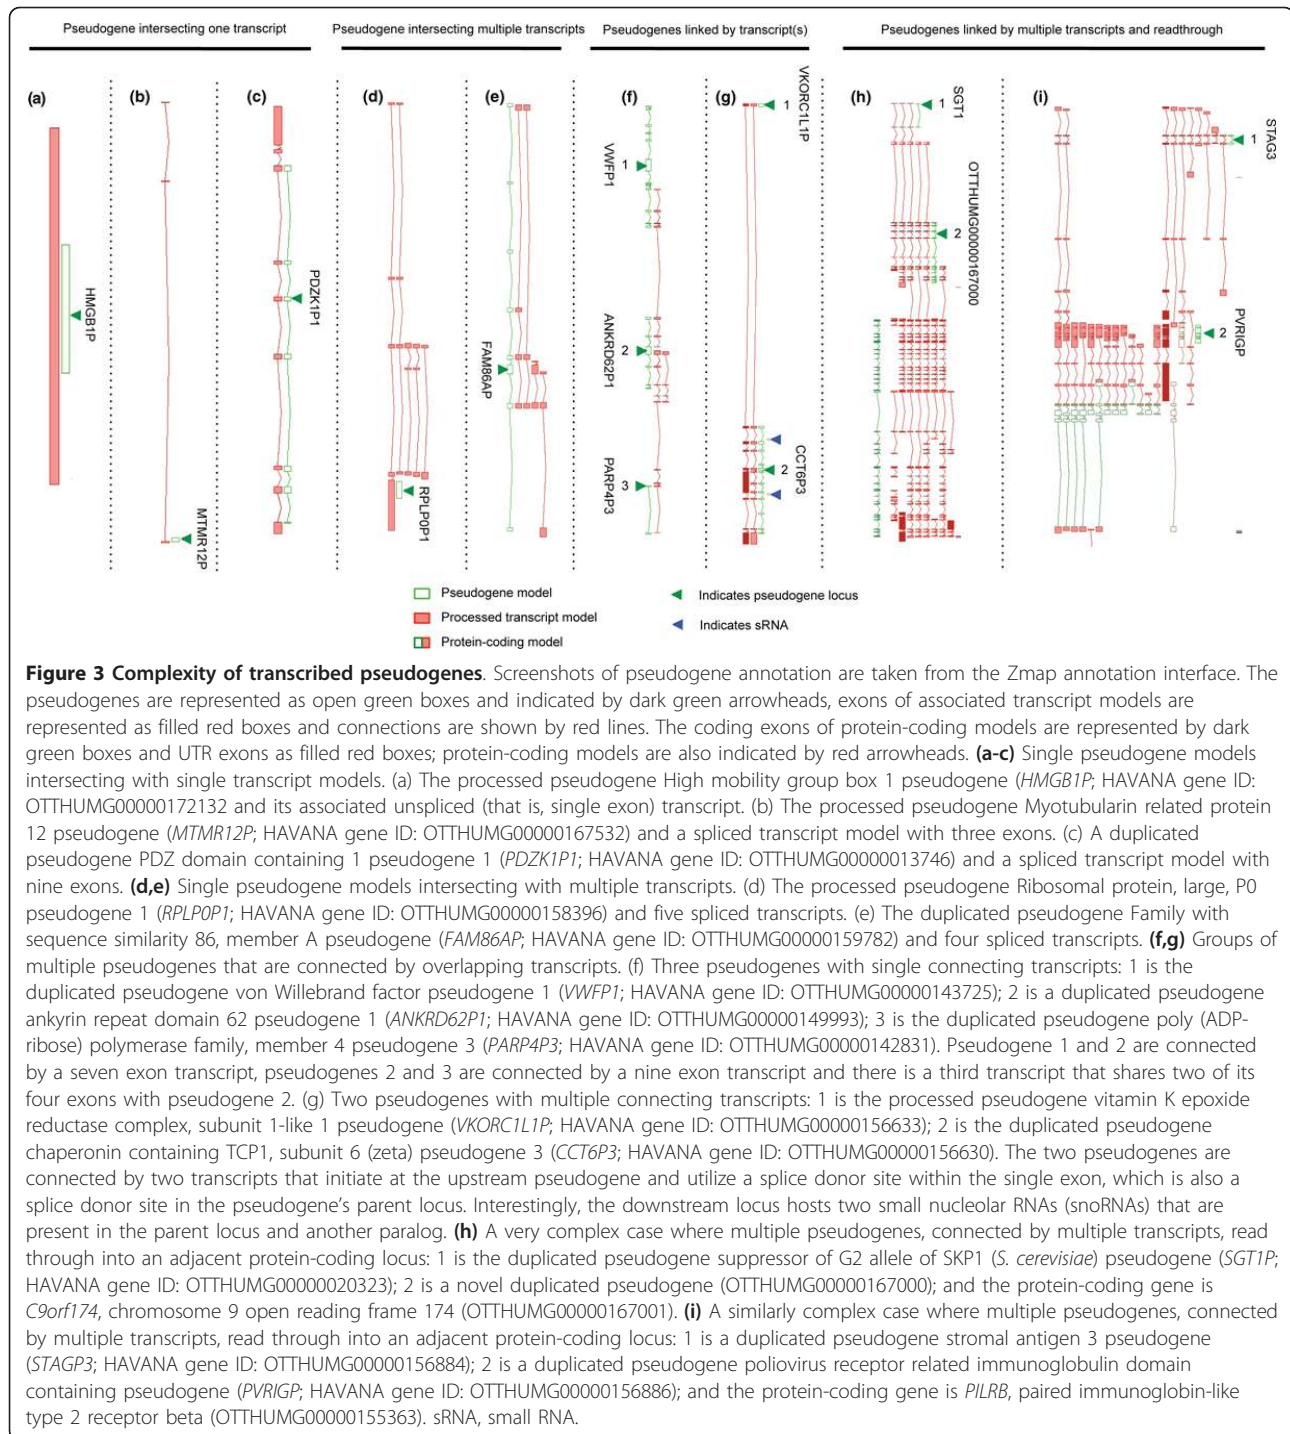 Pseudogene intersecting one transcript
Pseudogene intersecting multiple transcripts
Pseudogenes linked by transcript(s)
Pseudogenes linked by multiple transcripts and readthrough
(a)
HMGB1P
(b)
MTMR12P
(c)
PDZK1P1
(d)
RPLP0P1
(e)
FAM86AP
(f)
VWFP1
1
ANKRD62P1
2
PARP4P3
3
(g)
1
VKORC1L1P
2
CCT6P3
(h)
1
SGT1
2
OTTHUMG00000167000
(i)
1
STAG3
2
PVRIGP
Pseudogene model
Processed transcript model
Protein-coding model
Indicates pseudogene locus
Indicates sRNA
Figure 3 Complexity of transcribed pseudogenes. Screenshots of pseudogene annotation are taken from the Zmap annotation interface. The
pseudogenes are represented as open green boxes and indicated by dark green arrowheads, exons of associated transcript models are
represented as filled red boxes and connections are shown by red lines. The coding exons of protein-coding models are represented by dark
green boxes and UTR exons as filled red boxes; protein-coding models are also indicated by red arrowheads. (a-c) Single pseudogene models
intersecting with single transcript models. (a) The processed pseudogene High mobility group box 1 pseudogene (HMGB1P; HAVANA gene ID:
OTTHUMG00000172132 and its associated unspliced (that is, single exon) transcript. (b) The processed pseudogene Myotubularin related protein
12 pseudogene (MTMR12P; HAVANA gene ID: OTTHUMG00000167532) and a spliced transcript model with three exons. (c) A duplicated
pseudogene PDZ domain containing 1 pseudogene 1 (PDZK1P1; HAVANA gene ID: OTTHUMG00000013746) and a spliced transcript model with
nine exons. (d,e) Single pseudogene models intersecting with multiple transcripts. (d) The processed pseudogene Ribosomal protein, large, P0
pseudogene 1 (RPLP0P1; HAVANA gene ID: OTTHUMG00000158396) and five spliced transcripts. (e) The duplicated pseudogene Family with
sequence similarity 86, member A pseudogene (FAM86AP; HAVANA gene ID: OTTHUMG00000159782) and four spliced transcripts. (f,g) Groups of
multiple pseudogenes that are connected by overlapping transcripts. (f) Three pseudogenes with single connecting transcripts: 1 is the
duplicated pseudogene von Willebrand factor pseudogene 1 (VWFP1; HAVANA gene ID: OTTHUMG00000143725); 2 is a duplicated pseudogene
ankyrin repeat domain 62 pseudogene 1 (ANKRD62P1; HAVANA gene ID: OTTHUMG00000149993); 3 is the duplicated pseudogene poly (ADP-
ribose) polymerase family, member 4 pseudogene 3 (PARP4P3; HAVANA gene ID: OTTHUMG00000142831). Pseudogene 1 and 2 are connected
by a seven exon transcript, pseudogenes 2 and 3 are connected by a nine exon transcript and there is a third transcript that shares two of its
four exons with pseudogene 2. (g) Two pseudogenes with multiple connecting transcripts: 1 is the processed pseudogene vitamin K epoxide
reductase complex, subunit 1-like 1 pseudogene (VKORC1L1P; HAVANA gene ID: OTTHUMG00000156633); 2 is the duplicated pseudogene
chaperonin containing TCP1, subunit 6 (zeta) pseudogene 3 (CCT6P3; HAVANA gene ID: OTTHUMG00000156630). The two pseudogenes are
connected by two transcripts that initiate at the upstream pseudogene and utilize a splice donor site within the single exon, which is also a
splice donor site in the pseudogene's parent locus. Interestingly, the downstream locus hosts two small nucleolar RNAs (snoRNAs) that are
present in the parent locus and another paralog. (h) A very complex case where multiple pseudogenes, connected by multiple transcripts, read
through into an adjacent protein-coding locus: 1 is the duplicated pseudogene suppressor of G2 allele of SKP1 (S. cerevisiae) pseudogene (SGT1P;
HAVANA gene ID: OTTHUMG00000020323); 2 is a novel duplicated pseudogene (OTTHUMG00000167000); and the protein-coding gene is
C9orf174, chromosome 9 open reading frame 174 (OTTHUMG00000167001). (i) A similarly complex case where multiple pseudogenes, connected
by multiple transcripts, read through into an adjacent protein-coding locus: 1 is a duplicated pseudogene stromal antigen 3 pseudogene
(STAGP3; HAVANA gene ID: OTTHUMG00000156884); 2 is a duplicated pseudogene poliovirus receptor related immunoglobulin domain
containing pseudogene (PVRIGP; HAVANA gene ID: OTTHUMG00000156886); and the protein-coding gene is PILRB, paired immunoglobin-like
type 2 receptor beta (OTTHUMG00000155363). sRNA, small RNA.